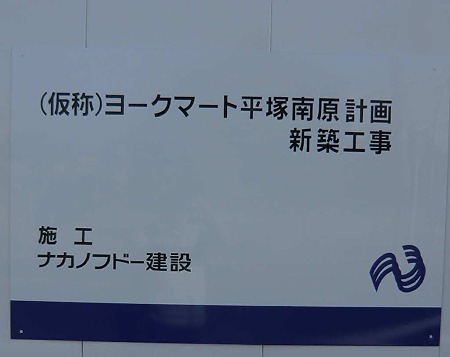 (仮称)ヨークマート平塚南原計画
新築工事
施 工
ナカノフドー建設